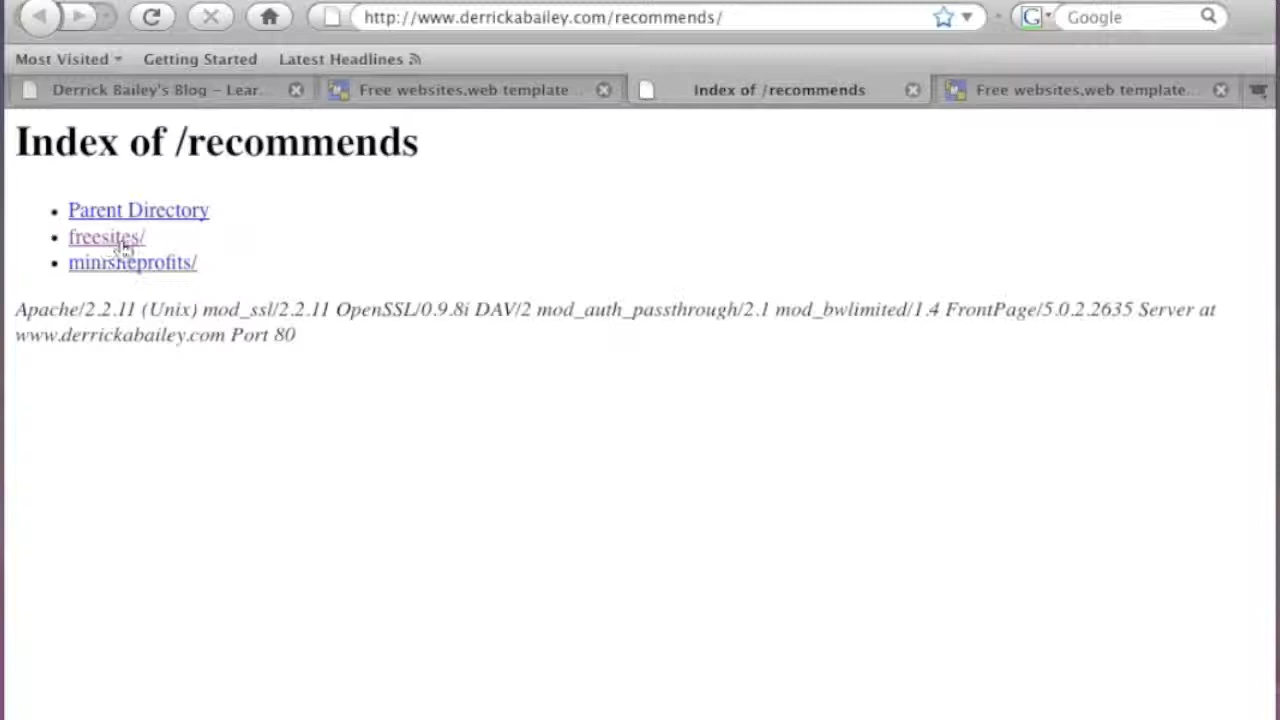 http://www.derrickabailey.com/recommends/
Google
Most Visited
Getting Started
Latest Headlines
Derrick Bailey's Blog – Lear...
Free websites,web template...
Index of /recommends
Free websites,web template...
Index of /recommends
Parent Directory
freesites/
minisiteprofits/
Apache/2.2.11 (Unix) mod_ssl/2.2.11 OpenSSL/0.9.8i DAV/2 mod_auth_passthrough/2.1 mod_bwlimited/1.4 FrontPage/5.0.2.2635 Server at
www.derrickabailey.com Port 80